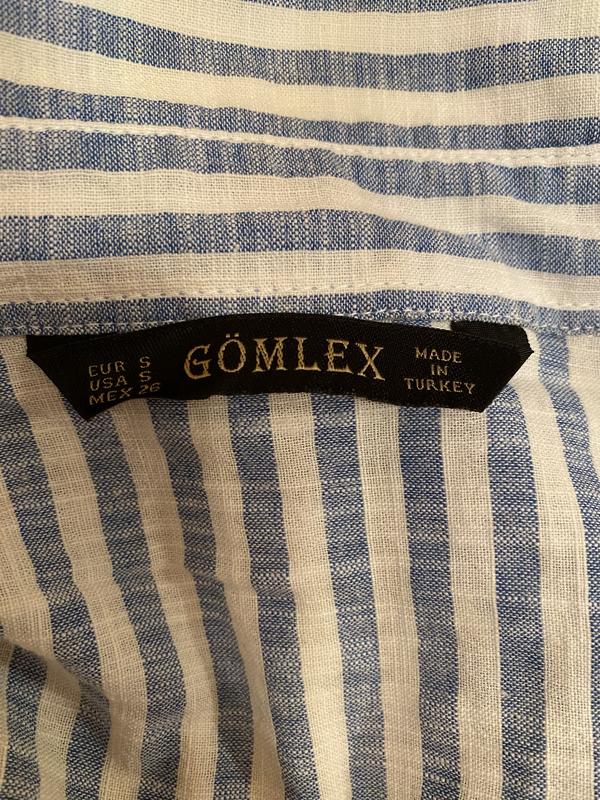 EUR S
USA S
MEX 26
GÖMLEX
MADE
IN
TURKEY